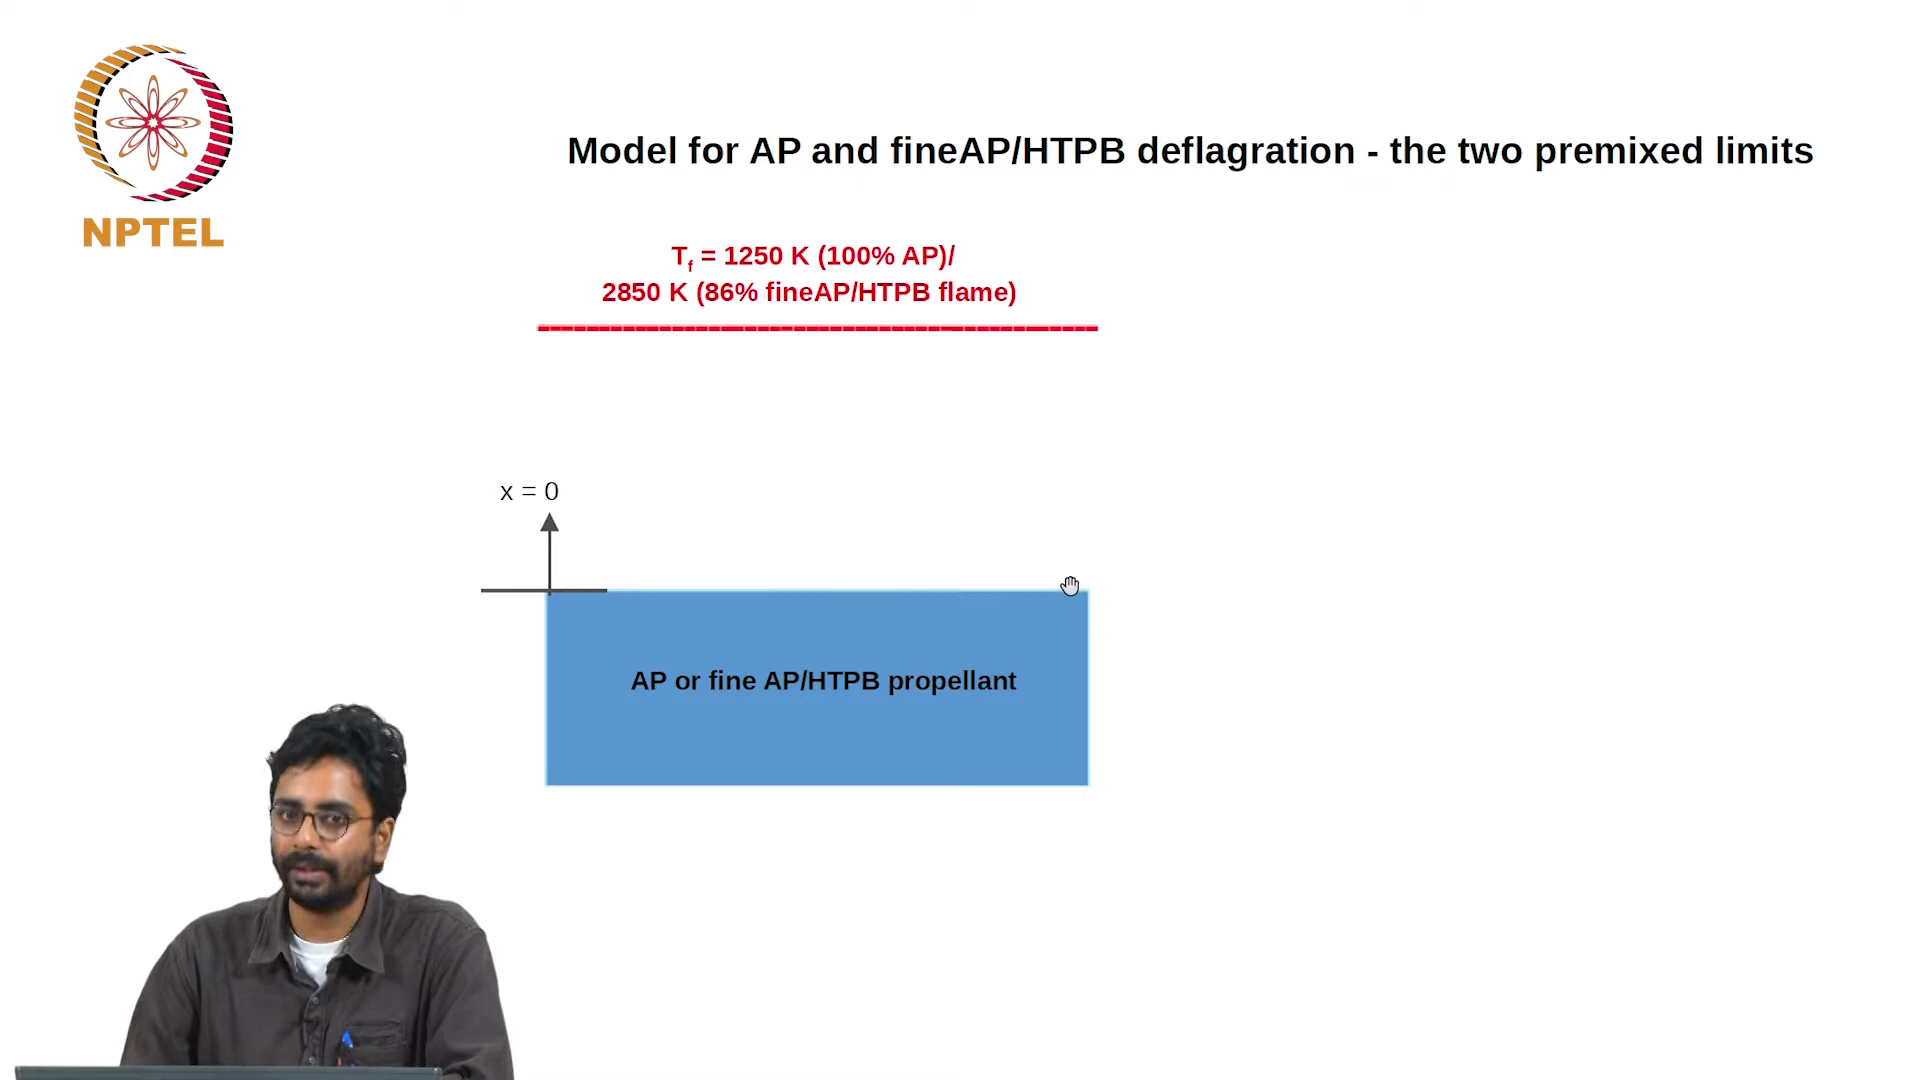 NPTEL
Model for AP and fineAP/HTPB deflagration - the two premixed limits
Tf = 1250 K (100% AP)/
2850 K (86% fineAP/HTPB flame)
x = 0
AP or fine AP/HTPB propellant